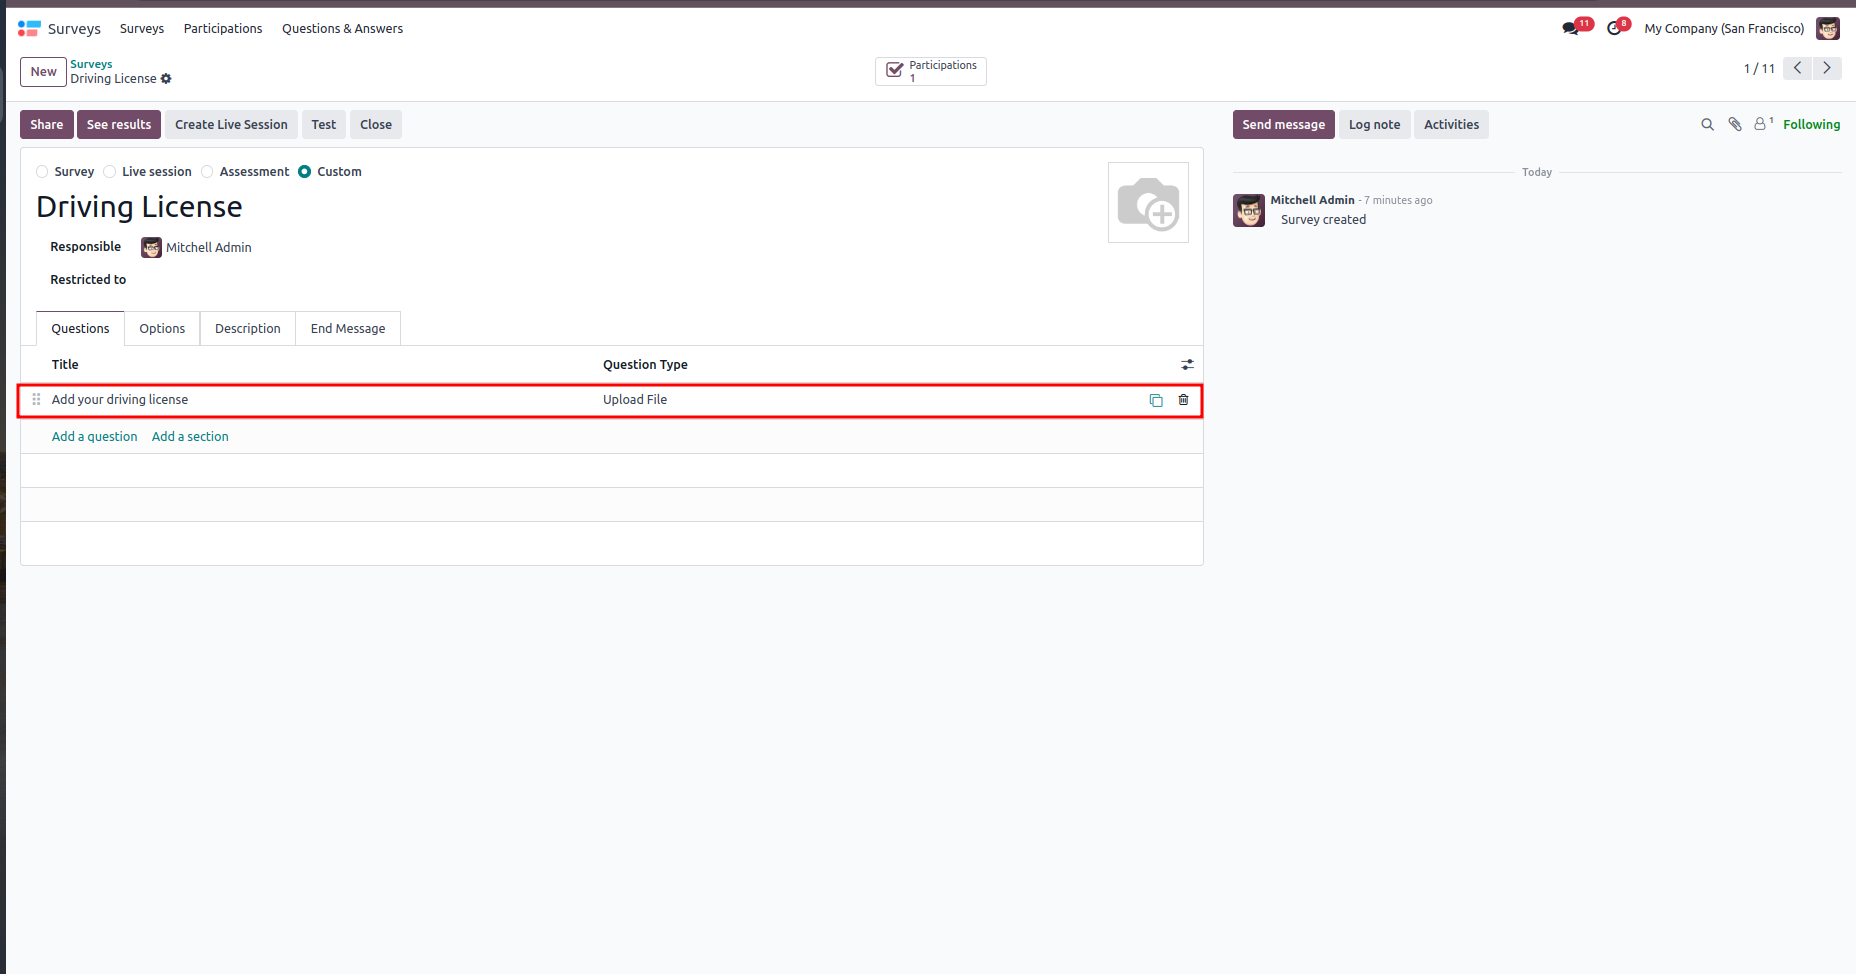 Surveys Surveys Participations Questions & Answers 11 8 My Company (San Francisco)
New Surveys
Driving License
Participations
1
1 / 11
Share See results Create Live Session Test Close Send message Log note Activities 1 Following
Survey Live session Assessment Custom
Today
Driving License
Mitchell Admin - 7 minutes ago
Survey created
Responsible Mitchell Admin
Restricted to
Questions Options Description End Message
Title Question Type
Add your driving license Upload File
Add a question Add a section